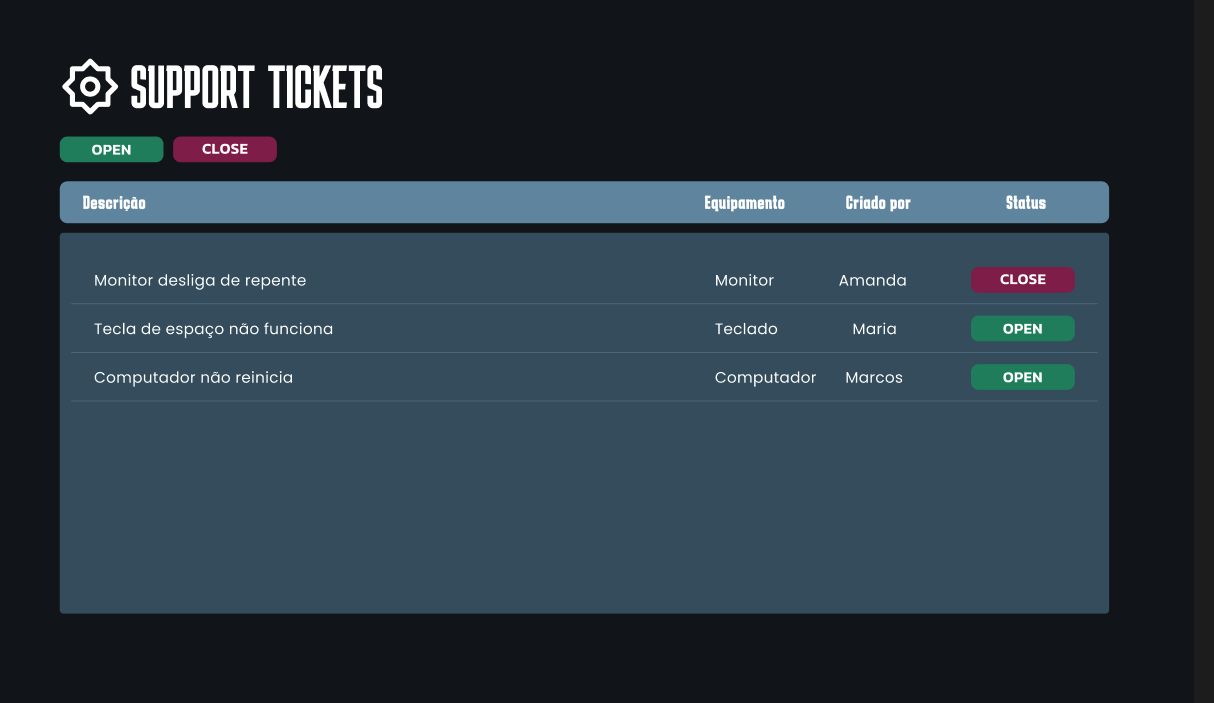 SUPPORT TICKETS
OPEN CLOSE
Descrição Equipamento Criado por Status
Monitor desliga de repente Monitor Amanda CLOSE
Tecla de espaço não funciona Teclado Maria OPEN
Computador não reinicia Computador Marcos OPEN